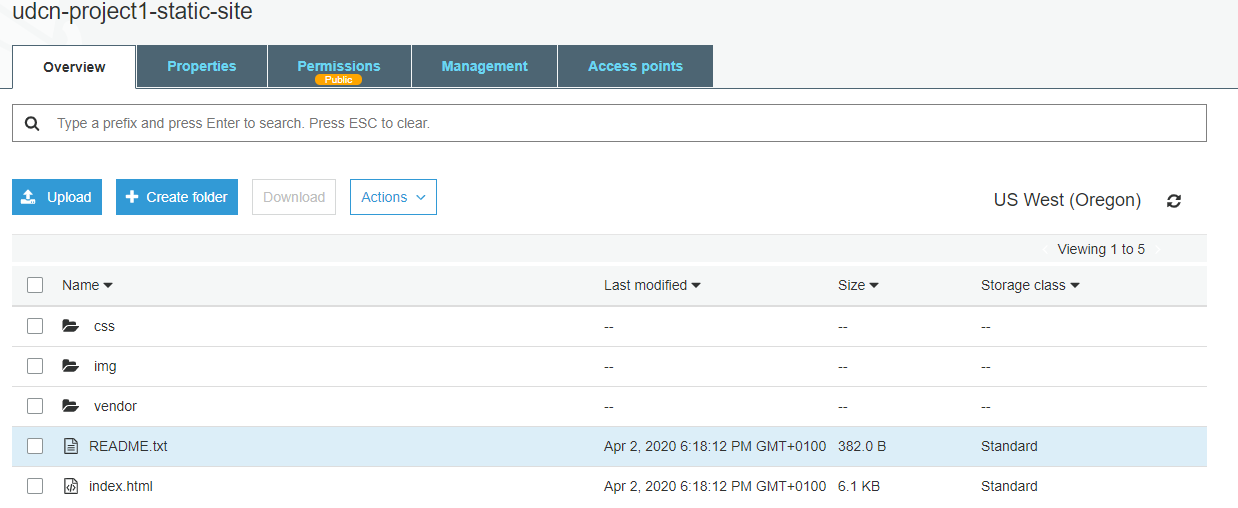 udcn-project1-static-site
Overview Properties Permissions Management Access points
Public
Type a prefix and press Enter to search. Press ESC to clear.
Upload Create folder Download Actions US West (Oregon)
Viewing 1 to 5
Name Last modified Size Storage class
css -- -- --
img -- -- --
vendor -- -- --
README.txt Apr 2, 2020 6:18:12 PM GMT+0100 382.0 B Standard
index.html Apr 2, 2020 6:18:12 PM GMT+0100 6.1 KB Standard